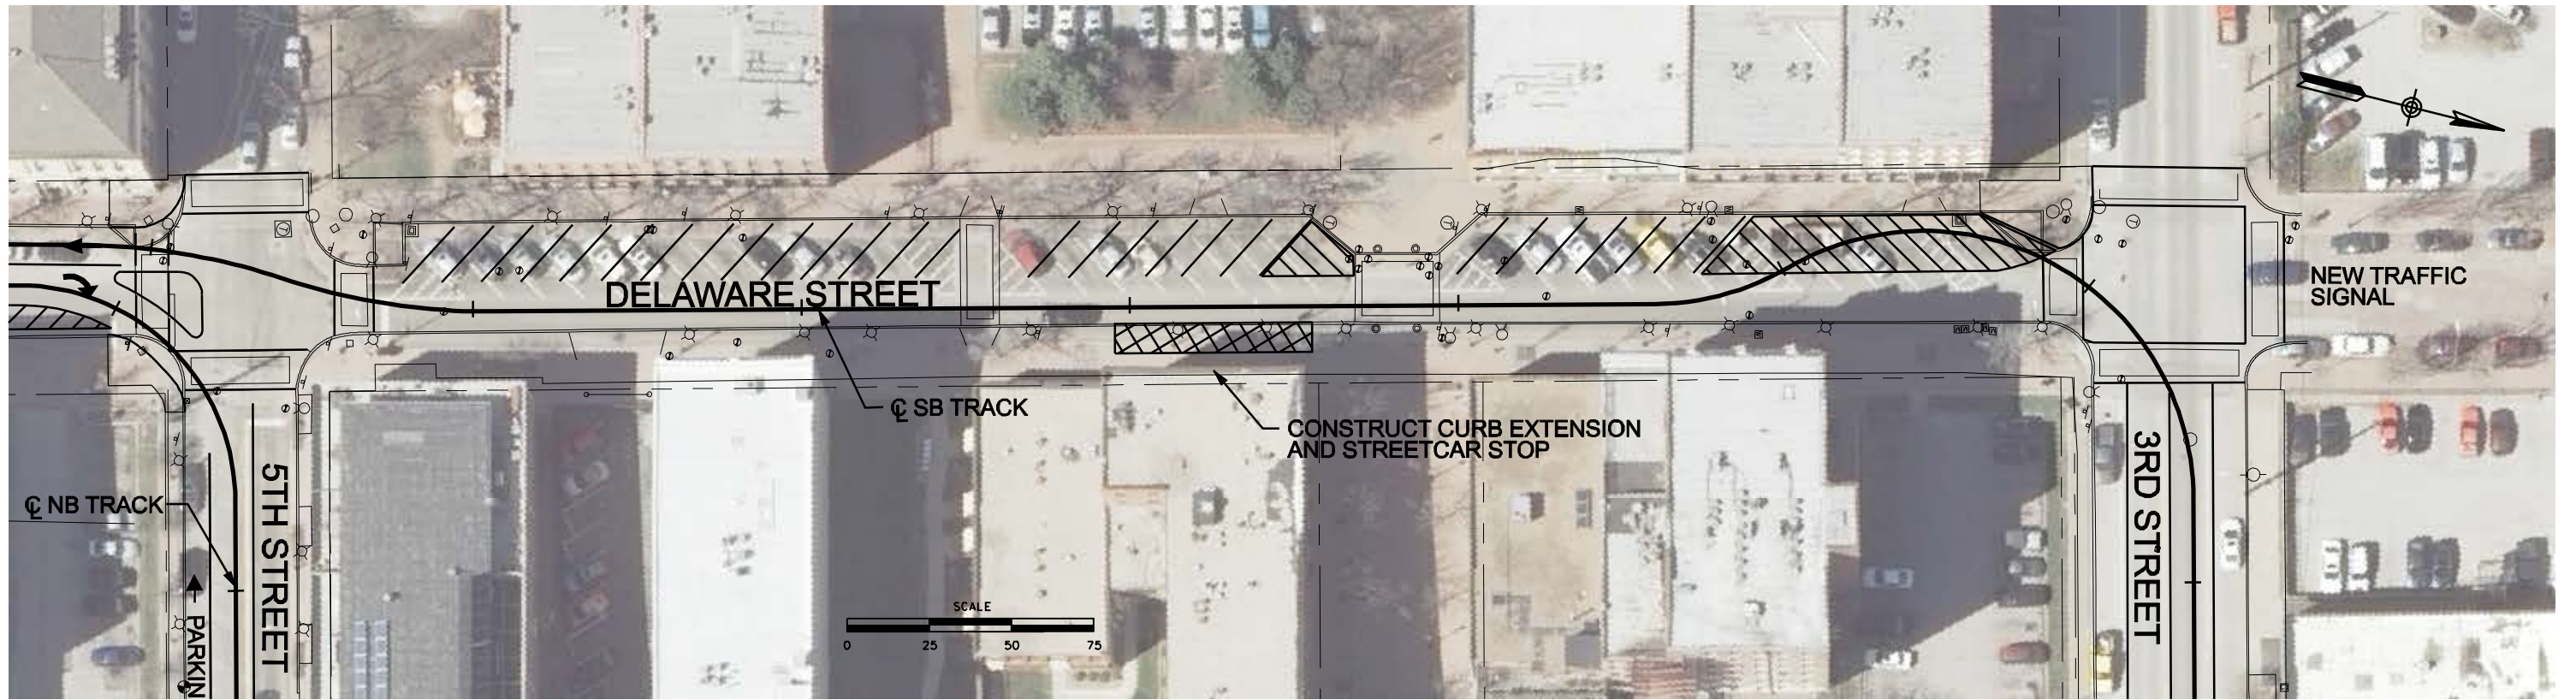 NEW TRAFFIC
SIGNAL
DELAWARE STREET
℄ SB TRACK
CONSTRUCT CURB EXTENSION
AND STREETCAR STOP
℄ NB TRACK
5TH STREET
3RD STREET
PARKIN
SCALE
0 25 50 75